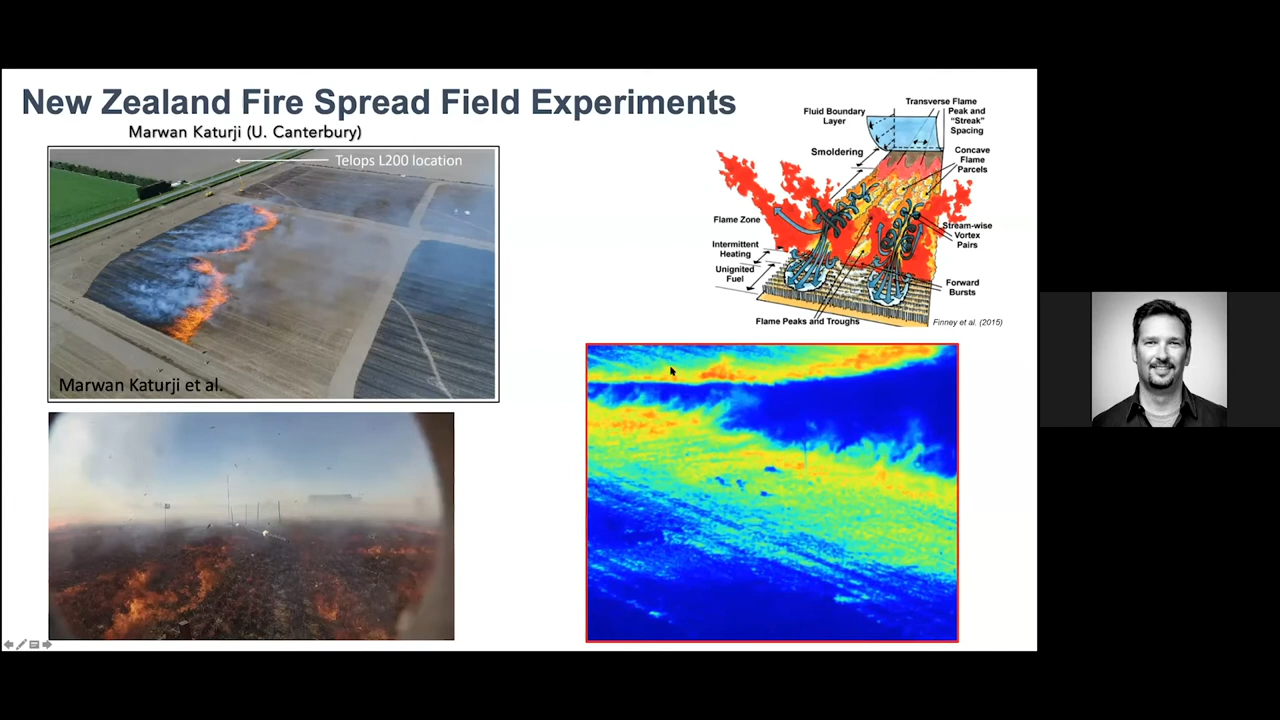 New Zealand Fire Spread Field Experiments
Marwan Katurji (U. Canterbury)
Telops L200 location
Marwan Katurji et al.
Transverse Flame
Peak and
“Streak”
Spacing
Fluid Boundary
Layer
Smoldering
Concave
Flame
Parcels
Flame Zone
Stream-wise
Vortex
Pairs
Intermittent
Heating
Unignited
Fuel
Forward
Bursts
Flame Peaks and Troughs
Finney et al. (2015)